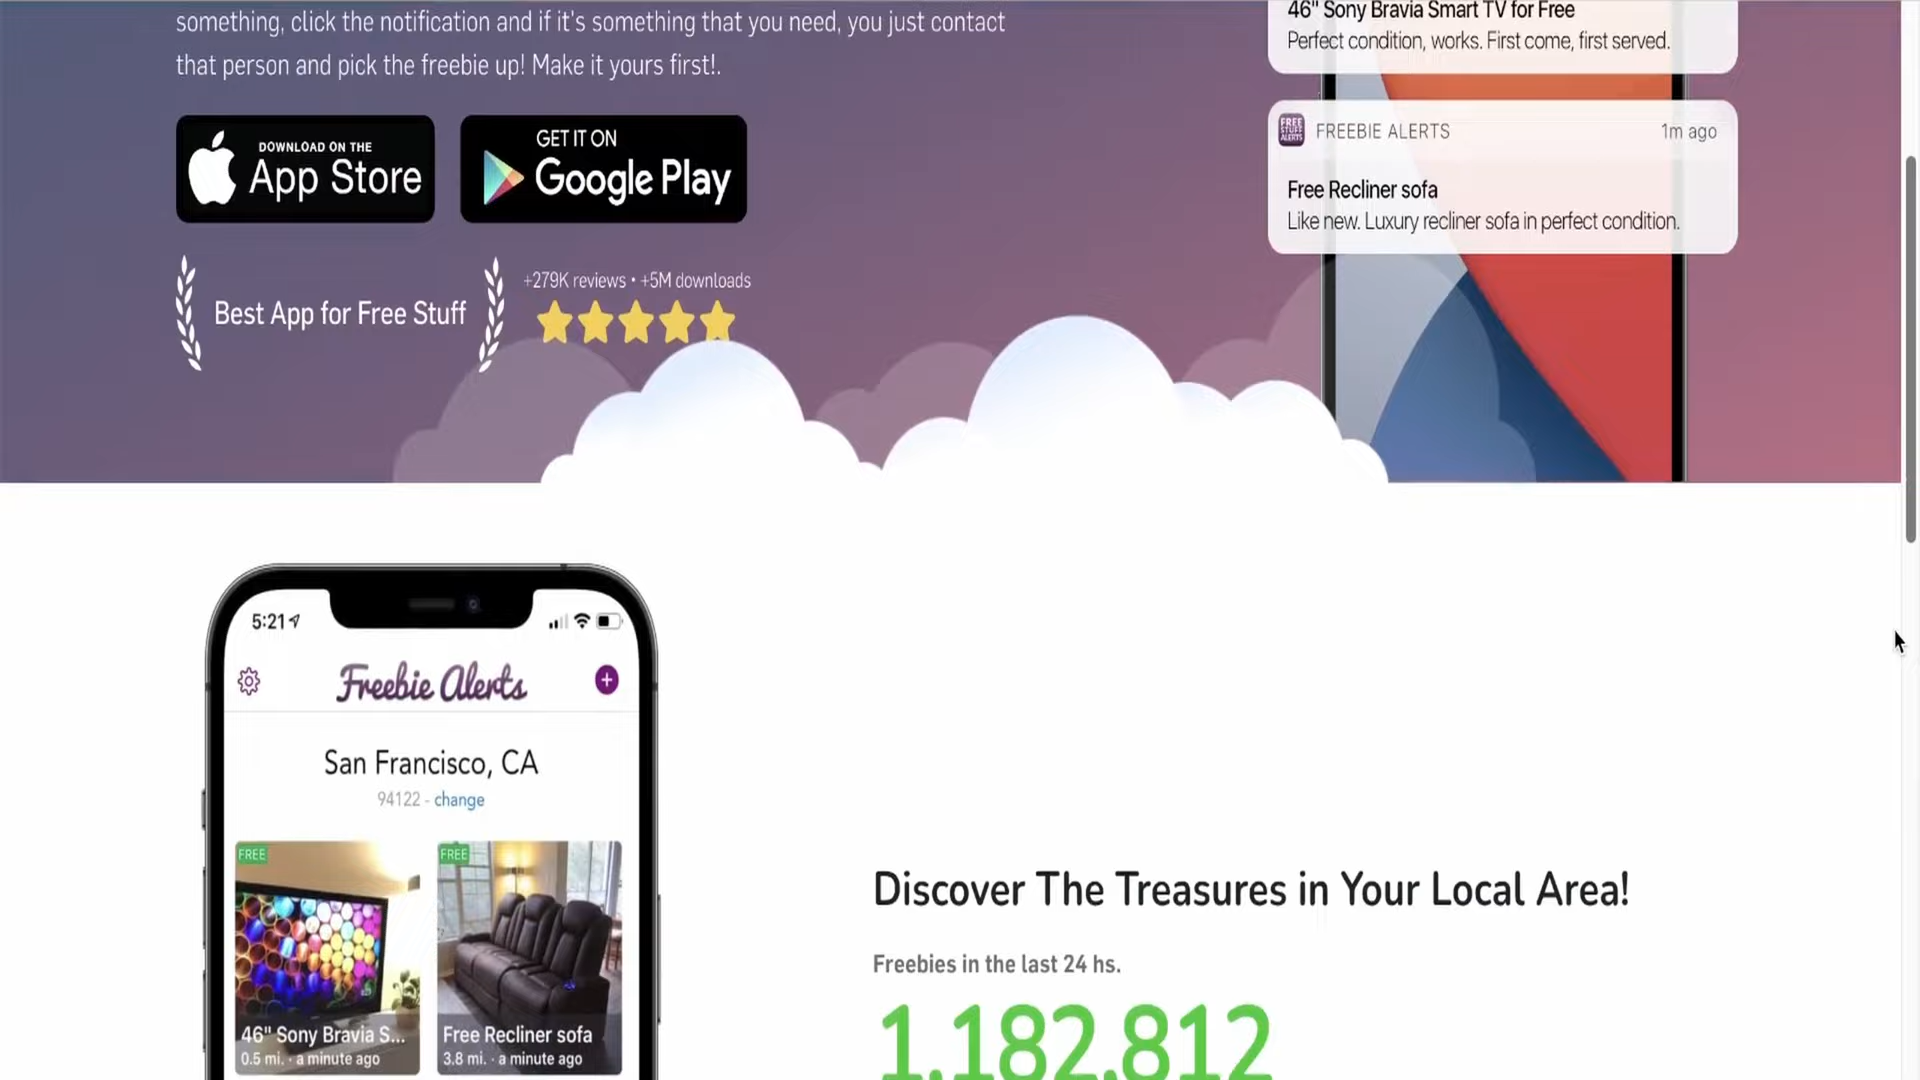 something, click the notification and if it's something that you need, you just contact
that person and pick the freebie up! Make it yours first!.
DOWNLOAD ON THE
App Store
GET IT ON
Google Play
Best App for Free Stuff
+279K reviews • +5M downloads
46" Sony Bravia Smart TV for Free
Perfect condition, works. First come, first served.
FREE STUFF ALERTS
FREEBIE ALERTS
1m ago
Free Recliner sofa
Like new. Luxury recliner sofa in perfect condition.
5:21
Freebie Alerts
San Francisco, CA
94122 - change
FREE
46" Sony Bravia S...
0.5 mi. · a minute ago
FREE
Free Recliner sofa
3.8 mi. · a minute ago
Discover The Treasures in Your Local Area!
Freebies in the last 24 hs.
1,182,812